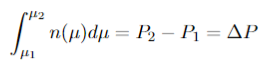 ∫_{μ₁}^{μ₂} n(μ)dμ = P₂ − P₁ = ΔP